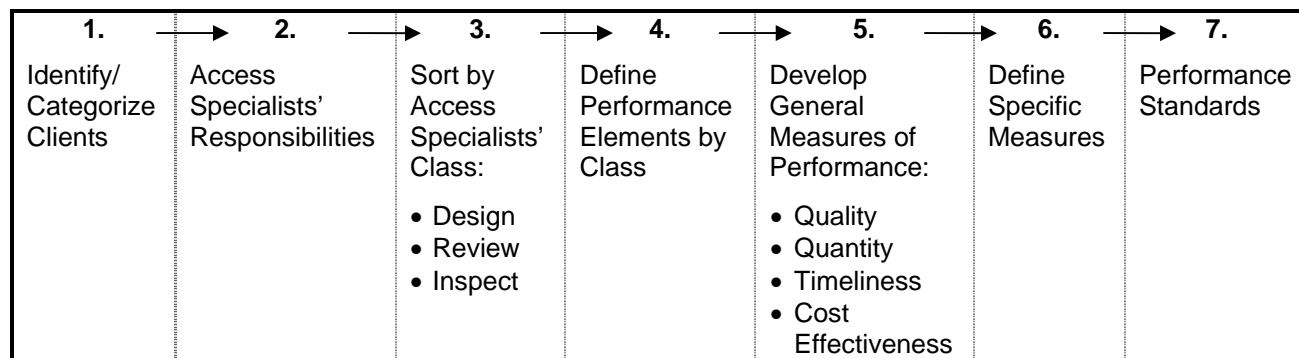 1. 2. 3. 4. 5. 6. 7.
Identify/
Categorize
Clients
Access
Specialists’
Responsibilities
Sort by
Access
Specialists’
Class:
• Design
• Review
• Inspect
Define
Performance
Elements by
Class
Develop
General
Measures of
Performance:
• Quality
• Quantity
• Timeliness
• Cost
Effectiveness
Define
Specific
Measures
Performance
Standards